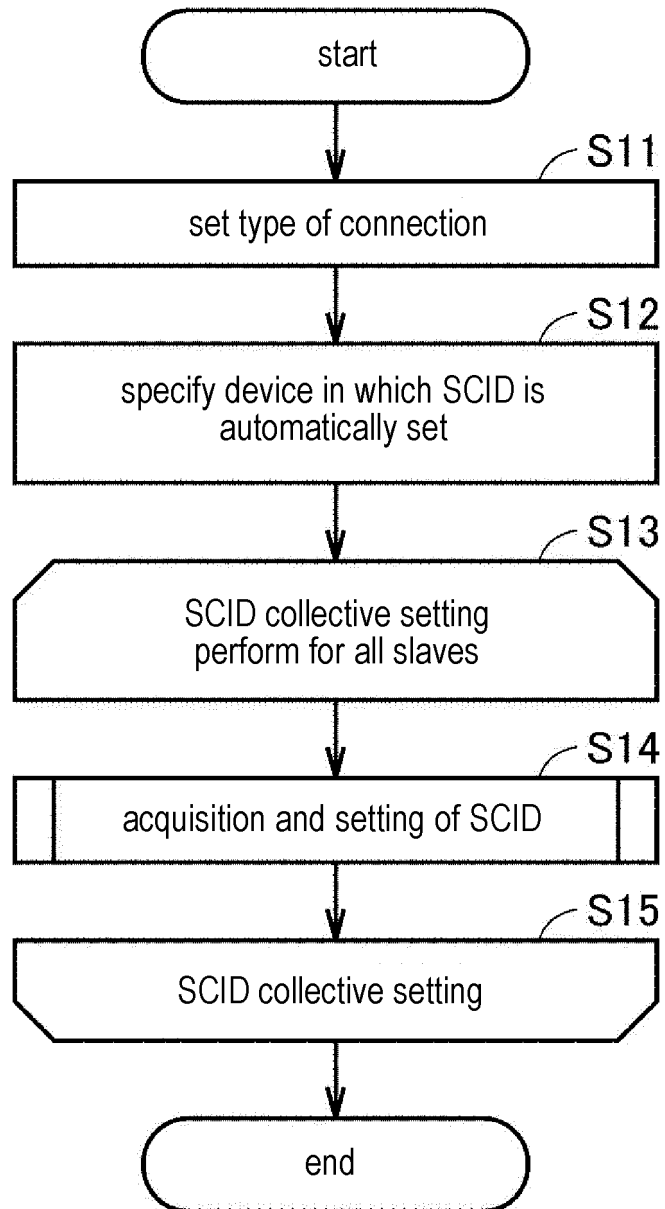 start
S11
set type of connection
S12
specify device in which SCID is
automatically set
S13
SCID collective setting
perform for all slaves
S14
acquisition and setting of SCID
S15
SCID collective setting
end